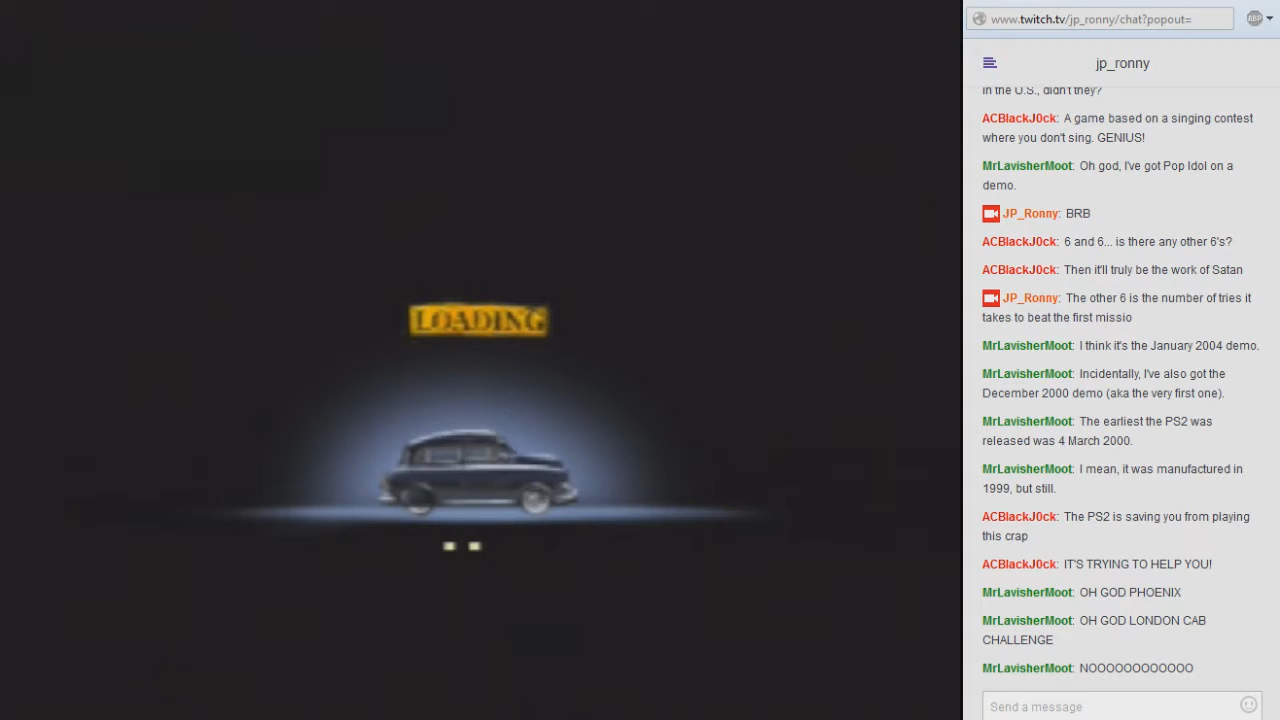 www.twitch.tv/jp_ronny/chat?popout=
ABP
jp_ronny
in the U.S., didn't they?
ACBlackJ0ck: A game based on a singing contest
where you don't sing. GENIUS!
MrLavisherMoot: Oh god, I've got Pop Idol on a
demo.
JP_Ronny: BRB
ACBlackJ0ck: 6 and 6... is there any other 6's?
ACBlackJ0ck: Then it'll truly be the work of Satan
JP_Ronny: The other 6 is the number of tries it
takes to beat the first missio
MrLavisherMoot: I think it's the January 2004 demo.
MrLavisherMoot: Incidentally, I've also got the
December 2000 demo (aka the very first one).
MrLavisherMoot: The earliest the PS2 was
released was 4 March 2000.
MrLavisherMoot: I mean, it was manufactured in
1999, but still.
ACBlackJ0ck: The PS2 is saving you from playing
this crap
ACBlackJ0ck: IT'S TRYING TO HELP YOU!
MrLavisherMoot: OH GOD PHOENIX
MrLavisherMoot: OH GOD LONDON CAB
CHALLENGE
MrLavisherMoot: NOOOOOOOOOOOO
Send a message
LOADING